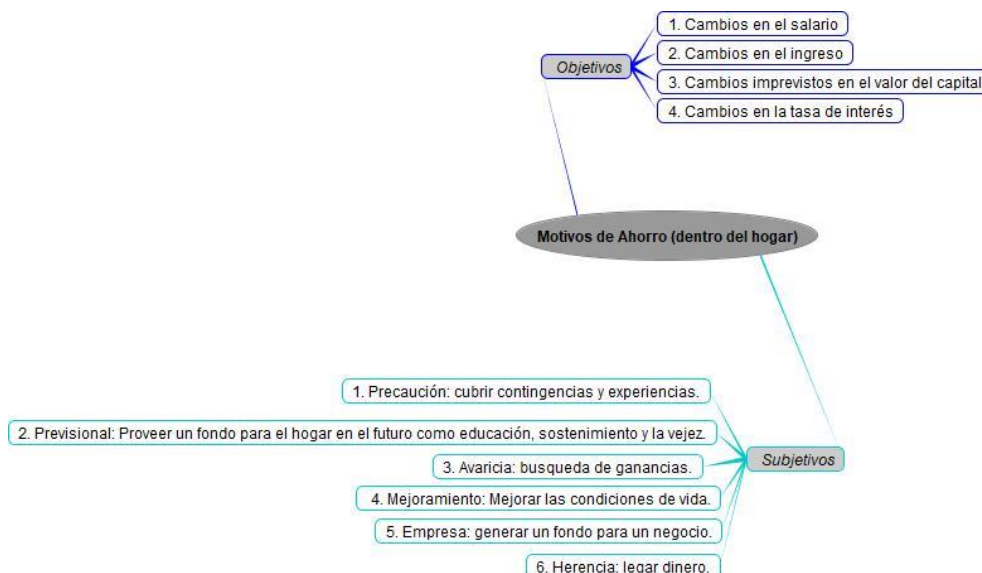 1. Cambios en el salario
2. Cambios en el ingreso
Objetivos
3. Cambios imprevistos en el valor del capital
4. Cambios en la tasa de interés
Motivos de Ahorro (dentro del hogar)
1. Precaución: cubrir contingencias y experiencias.
2. Previsional: Proveer un fondo para el hogar en el futuro como educación, sostenimiento y la vejez.
Subjetivos
3. Avaricia: busqueda de ganancias.
4. Mejoramiento: Mejorar las condiciones de vida.
5. Empresa: generar un fondo para un negocio.
6. Herencia: legar dinero.